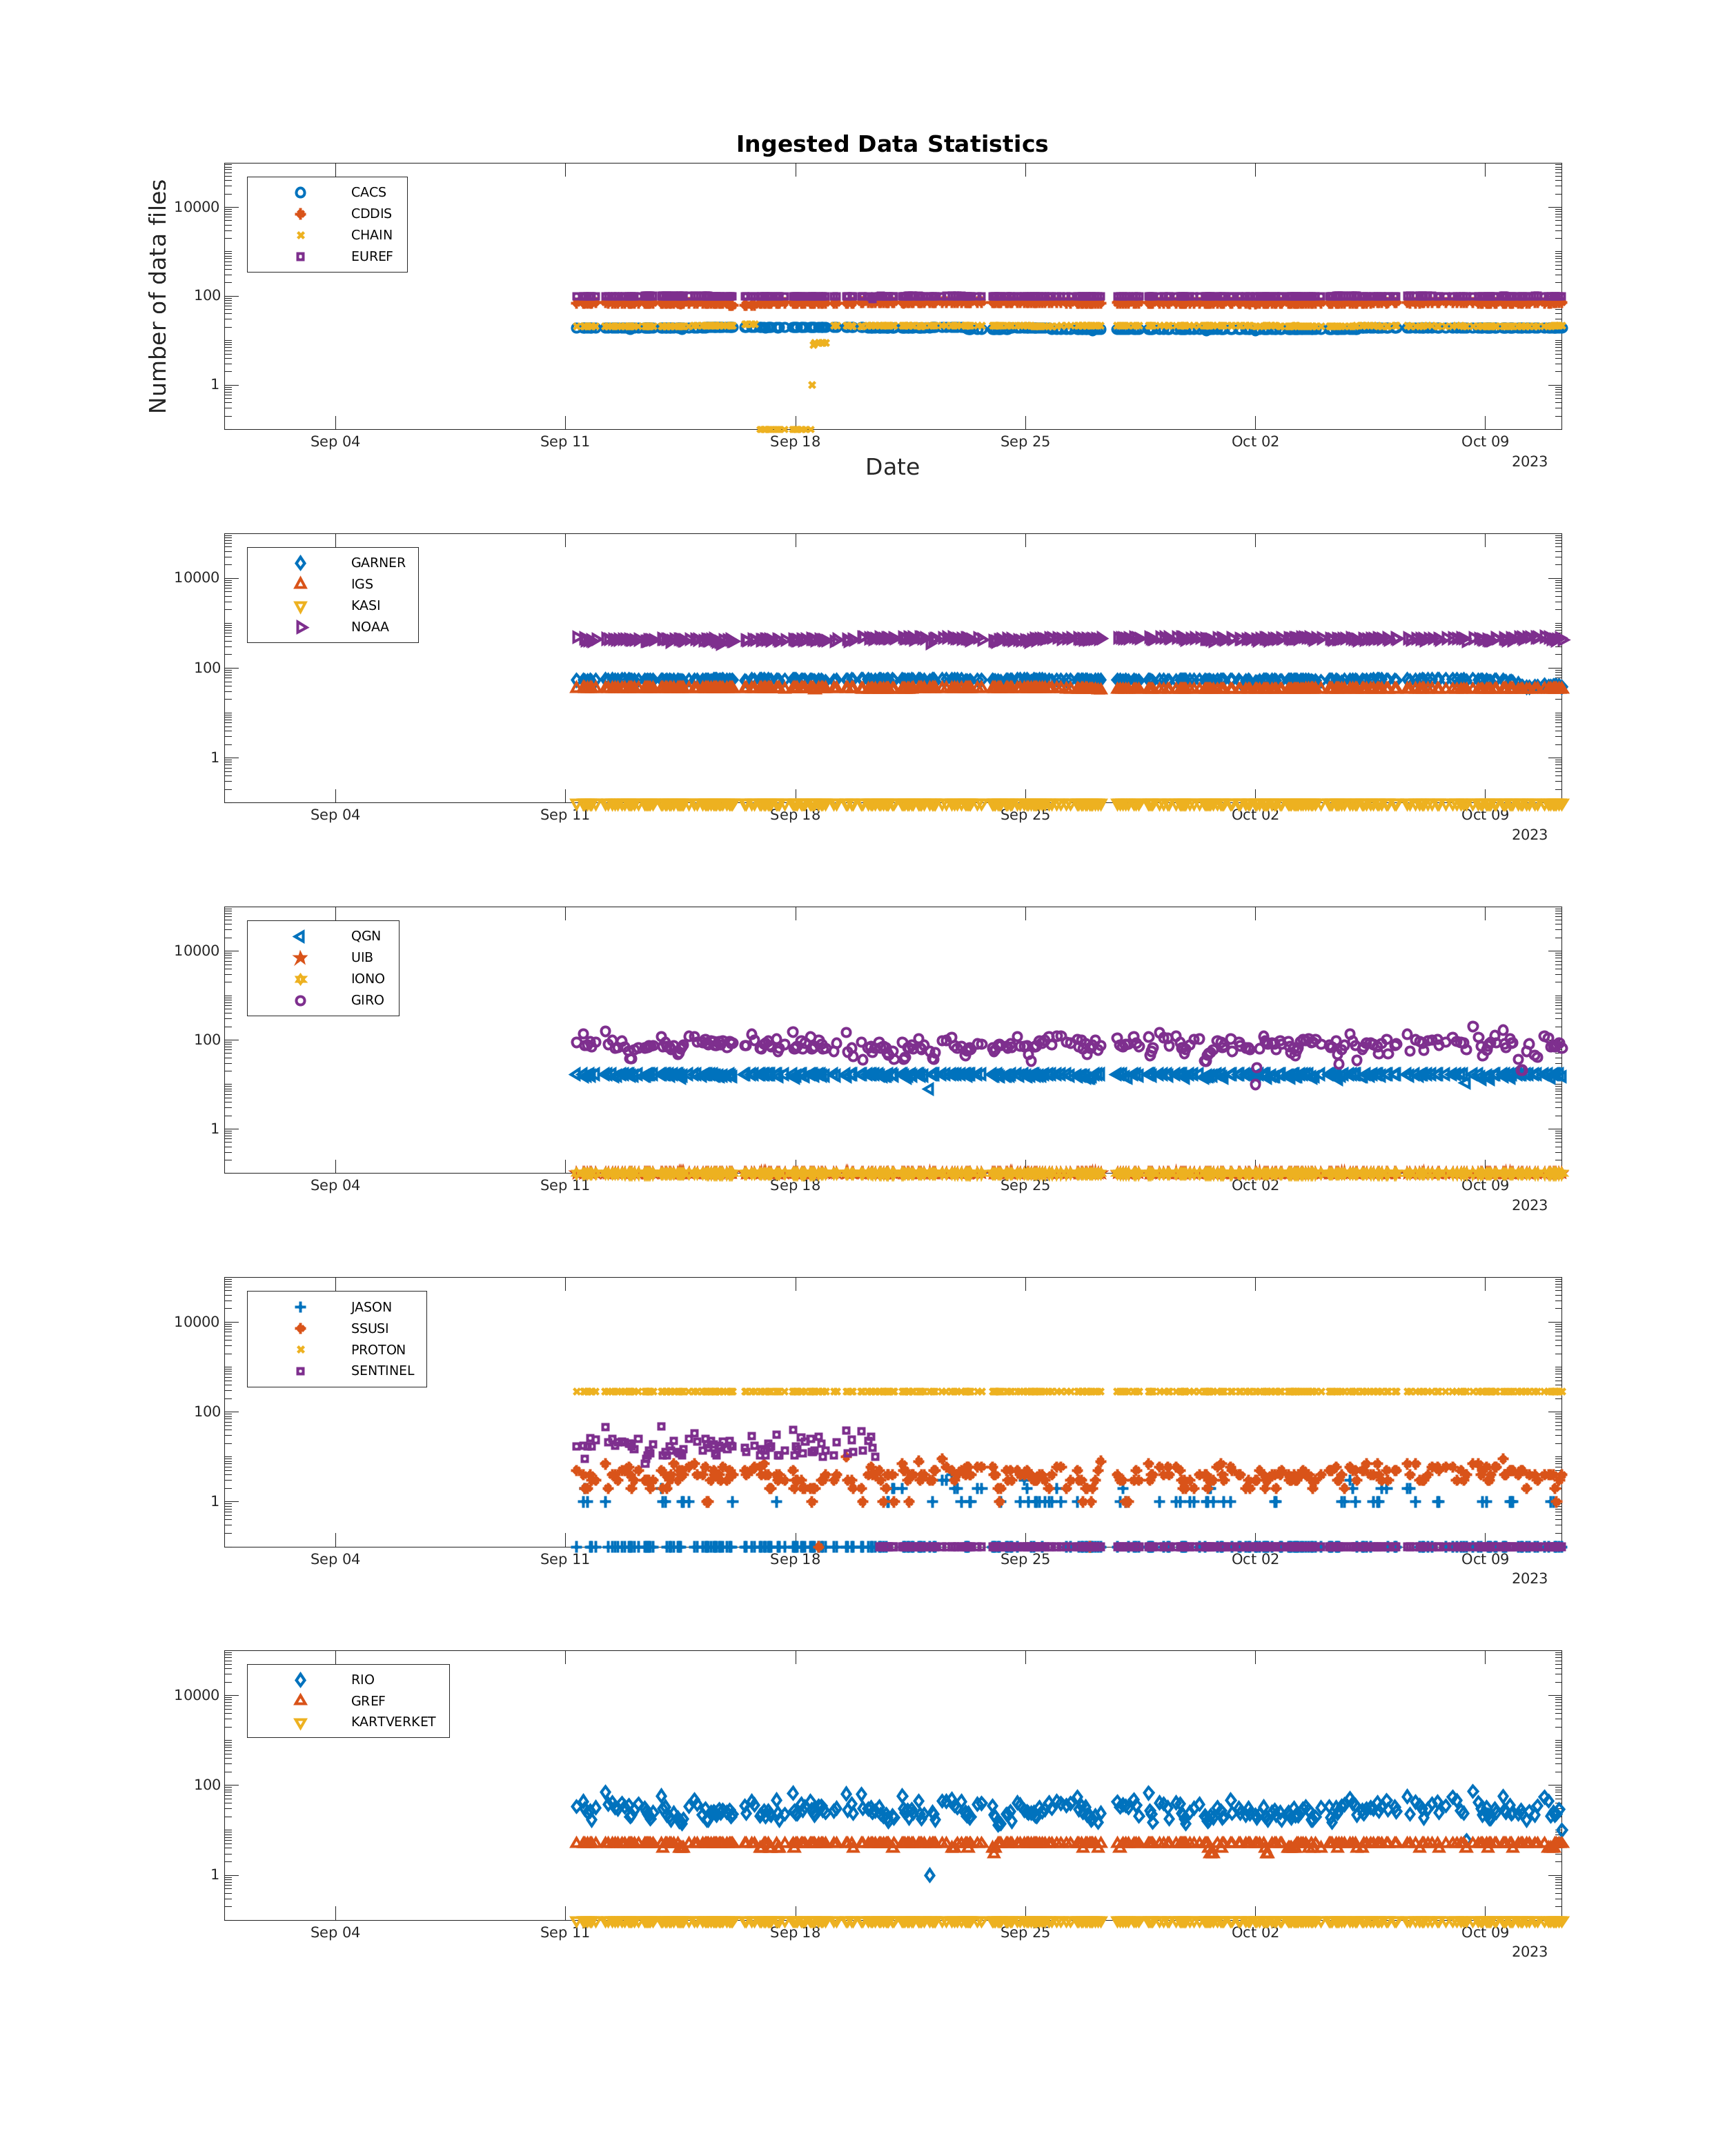 Ingested Data Statistics
Number of data files
10000
100
1
CACS
CDDIS
CHAIN
EUREF
Sep 04 Sep 11 Sep 18 Sep 25 Oct 02 Oct 09
2023
Date
10000
100
1
GARNER
IGS
KASI
NOAA
Sep 04 Sep 11 Sep 18 Sep 25 Oct 02 Oct 09
2023
10000
100
1
QGN
UIB
IONO
GIRO
Sep 04 Sep 11 Sep 18 Sep 25 Oct 02 Oct 09
2023
10000
100
1
JASON
SSUSI
PROTON
SENTINEL
Sep 04 Sep 11 Sep 18 Sep 25 Oct 02 Oct 09
2023
10000
100
1
RIO
GREF
KARTVERKET
Sep 04 Sep 11 Sep 18 Sep 25 Oct 02 Oct 09
2023